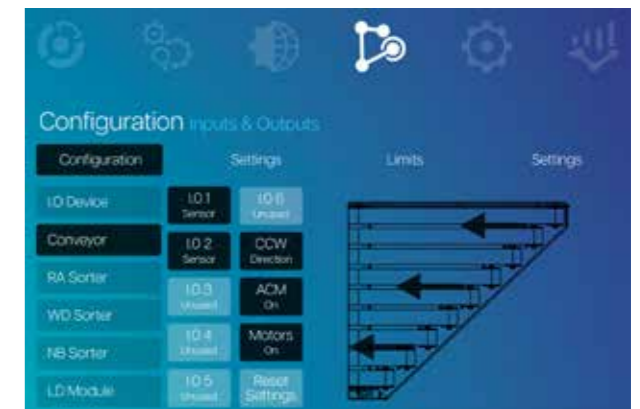 Configuration Inputs & Outputs
Configuration Settings Limits Settings
I.O Device
Conveyor
RA Sorter
WD Sorter
NB Sorter
LD Module
I.O 1
Sensor
I.O 6
Unused
I.O 2
Sensor
CCW
Direction
I.O 3
Unused
ACM
On
I.O 4
Unused
Motors
On
I.O 5
Unused
Reset
Settings